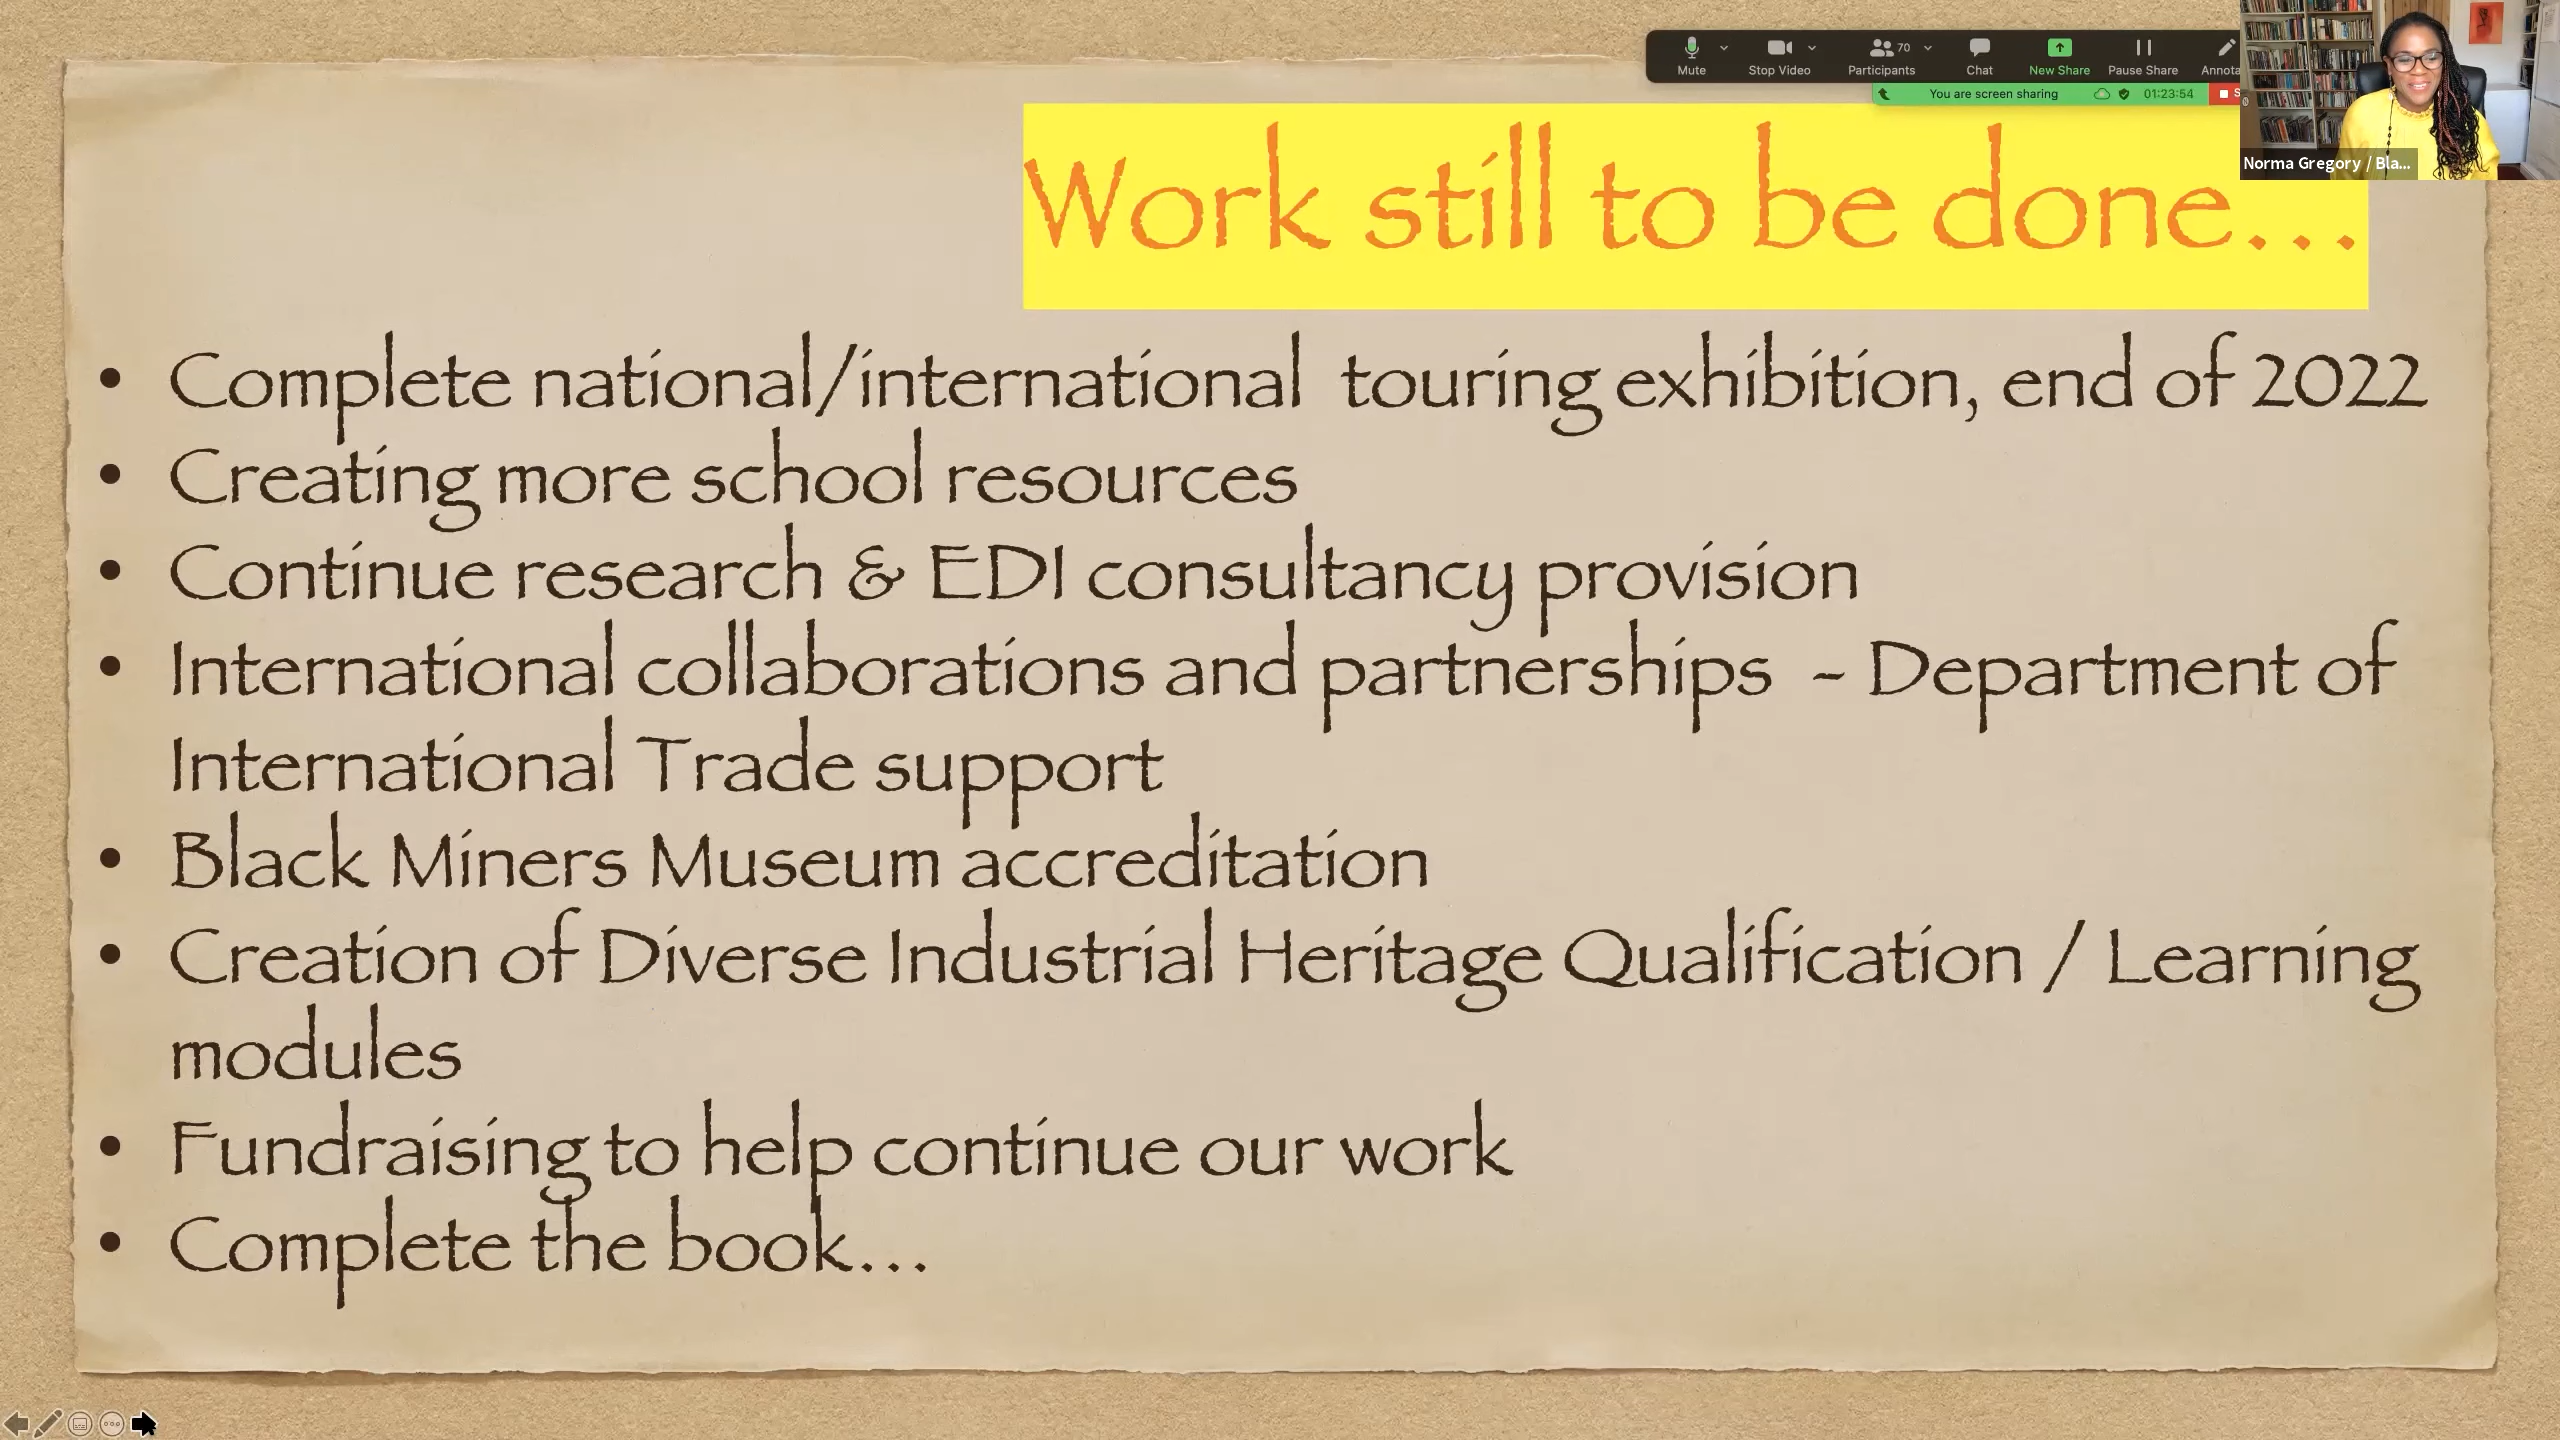 Mute
Stop Video
70
Participants
Chat
New Share
Pause Share
Annota
You are screen sharing
01:23:54
S
Norma Gregory / Bla...
Work still to be done...
• Complete national/international touring exhibition, end of 2022
• Creating more school resources
• Continue research & EDI consultancy provision
• International collaborations and partnerships - Department of
International Trade support
• Black Miners Museum accreditation
• Creation of Diverse Industrial Heritage Qualification / Learning
modules
• Fundraising to help continue our work
• Complete the book...